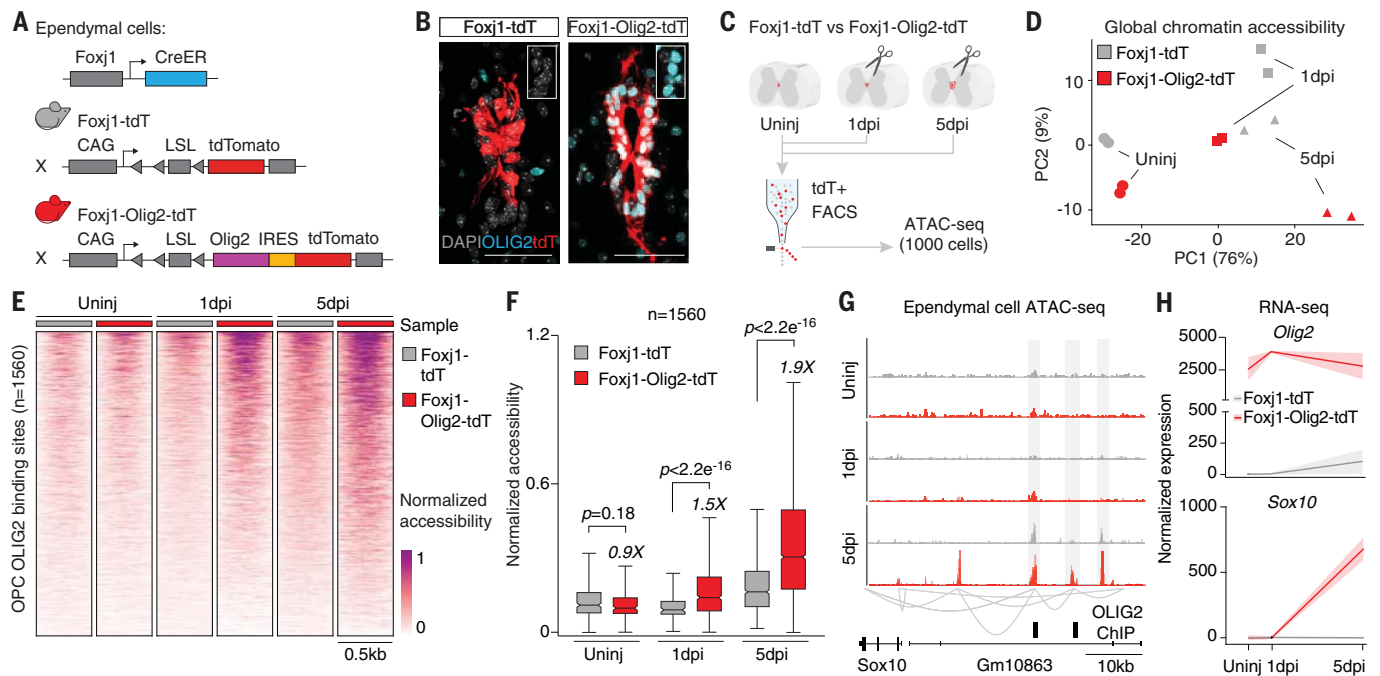 A
Ependymal cells:
Foxj1
CreER
Foxj1-tdT
CAG
LSL
tdTomato
X
Foxj1-Olig2-tdT
CAG
LSL
Olig2
IRES
tdTomato
X
B
Foxj1-tdT
Foxj1-Olig2-tdT
DAPIOLIG2tdT
C
Foxj1-tdT vs Foxj1-Olig2-tdT
Uninj
1dpi
5dpi
tdT+
FACS
ATAC-seq
(1000 cells)
D
Global chromatin accessibility
Foxj1-tdT
Foxj1-Olig2-tdT
1dpi
5dpi
Uninj
PC2 (9%)
10
0
-10
-20
0
20
PC1 (76%)
E
Uninj
1dpi
5dpi
OPC OLIG2 binding sites (n=1560)
Sample
Foxj1-
tdT
Foxj1-
Olig2-tdT
Normalized
accessibility
1
0
0.5kb
F
n=1560
Foxj1-tdT
Foxj1-Olig2-tdT
Normalized accessibility
1.2
0.6
0
p=0.18
0.9X
p<2.2e-16
1.5X
p<2.2e-16
1.9X
Uninj
1dpi
5dpi
G
Ependymal cell ATAC-seq
Uninj
1dpi
5dpi
OLIG2
ChIP
Sox10
Gm10863
10kb
H
RNA-seq
Olig2
Normalized expression
5000
2500
Foxj1-tdT
Foxj1-Olig2-tdT
500
250
0
Sox10
1000
500
0
Uninj
1dpi
5dpi